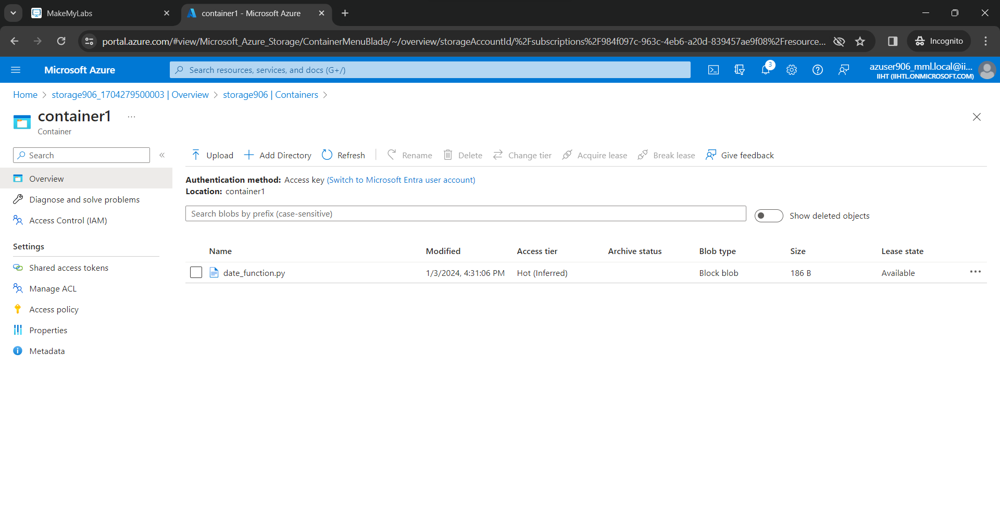 MakeMyLabs
container1 - Microsoft Azure
portal.azure.com/#view/Microsoft_Azure_Storage/ContainerMenuBlade/~/overview/storageAccountId/%2Fsubscriptions%2F984f097c-963c-4eb6-a20d-839457ae9f08%2Fresource...
Incognito
Microsoft Azure
Search resources, services, and docs (G+/)
3
azuser906_mml.local@ii...
IIHT (IIHTL.ONMICROSOFT.COM)
Home > storage906_1704279500003 | Overview > storage906 | Containers >
container1 ...
Container
Search «
Upload Add Directory Refresh Rename Delete Change tier Acquire lease Break lease Give feedback
Overview
Diagnose and solve problems
Access Control (IAM)
Settings
Shared access tokens
Manage ACL
Access policy
Properties
Metadata
Authentication method: Access key (Switch to Microsoft Entra user account)
Location: container1
Search blobs by prefix (case-sensitive)
Show deleted objects
Name Modified Access tier Archive status Blob type Size Lease state
date_function.py 1/3/2024, 4:31:06 PM Hot (Inferred) Block blob 186 B Available ...